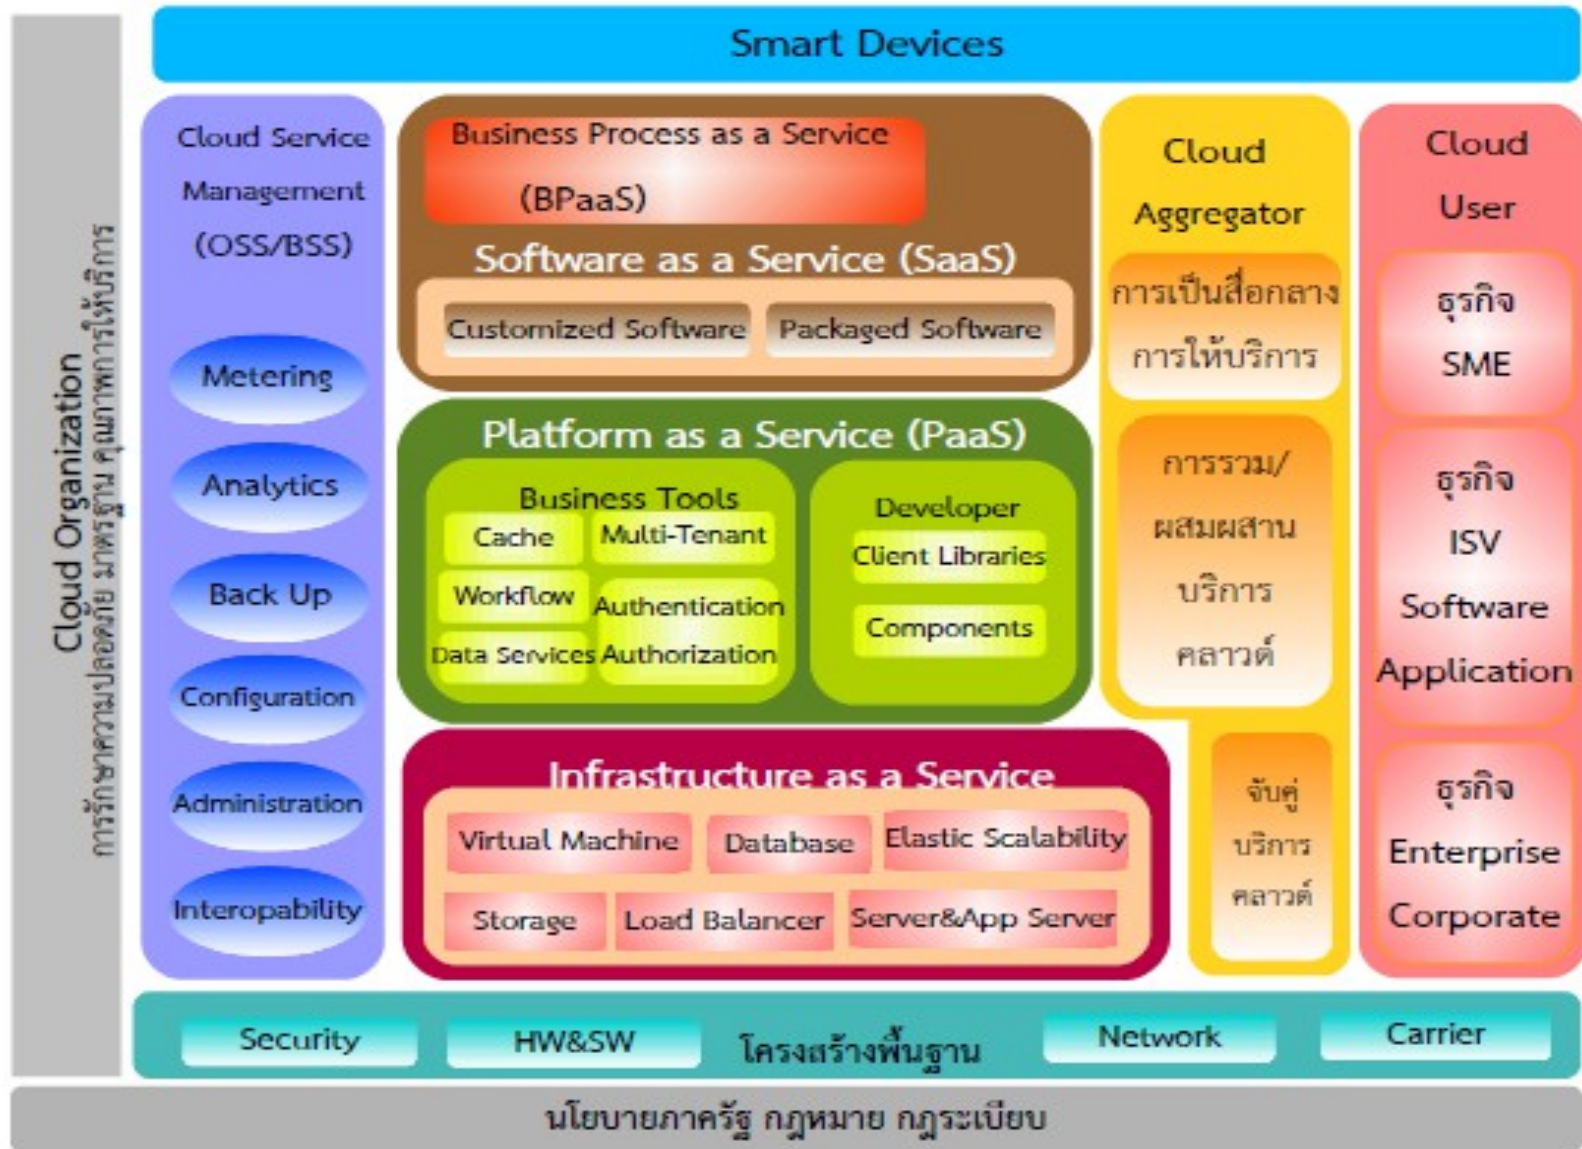 Smart Devices
Cloud Organization
การรักษาความปลอดภัย มาตรฐาน คุณภาพการให้บริการ
Cloud Service
Management
(OSS/BSS)
Metering
Analytics
Back Up
Configuration
Administration
Interopability
Business Process as a Service
(BPaaS)
Software as a Service (SaaS)
Customized Software
Packaged Software
Platform as a Service (PaaS)
Business Tools
Cache
Multi-Tenant
Workflow
Authentication
Data Services
Authorization
Developer
Client Libraries
Components
Infrastructure as a Service
Virtual Machine
Database
Elastic Scalability
Storage
Load Balancer
Server&App Server
Cloud
Aggregator
การเป็นสื่อกลาง
การให้บริการ
การรวม/
ผสมผสาน
บริการ
คลาวด์
จับคู่
บริการ
คลาวด์
Cloud
User
ธุรกิจ
SME
ธุรกิจ
ISV
Software
Application
ธุรกิจ
Enterprise
Corporate
Security
HW&SW
โครงสร้างพื้นฐาน
Network
Carrier
นโยบายภาครัฐ กฎหมาย กฎระเบียบ